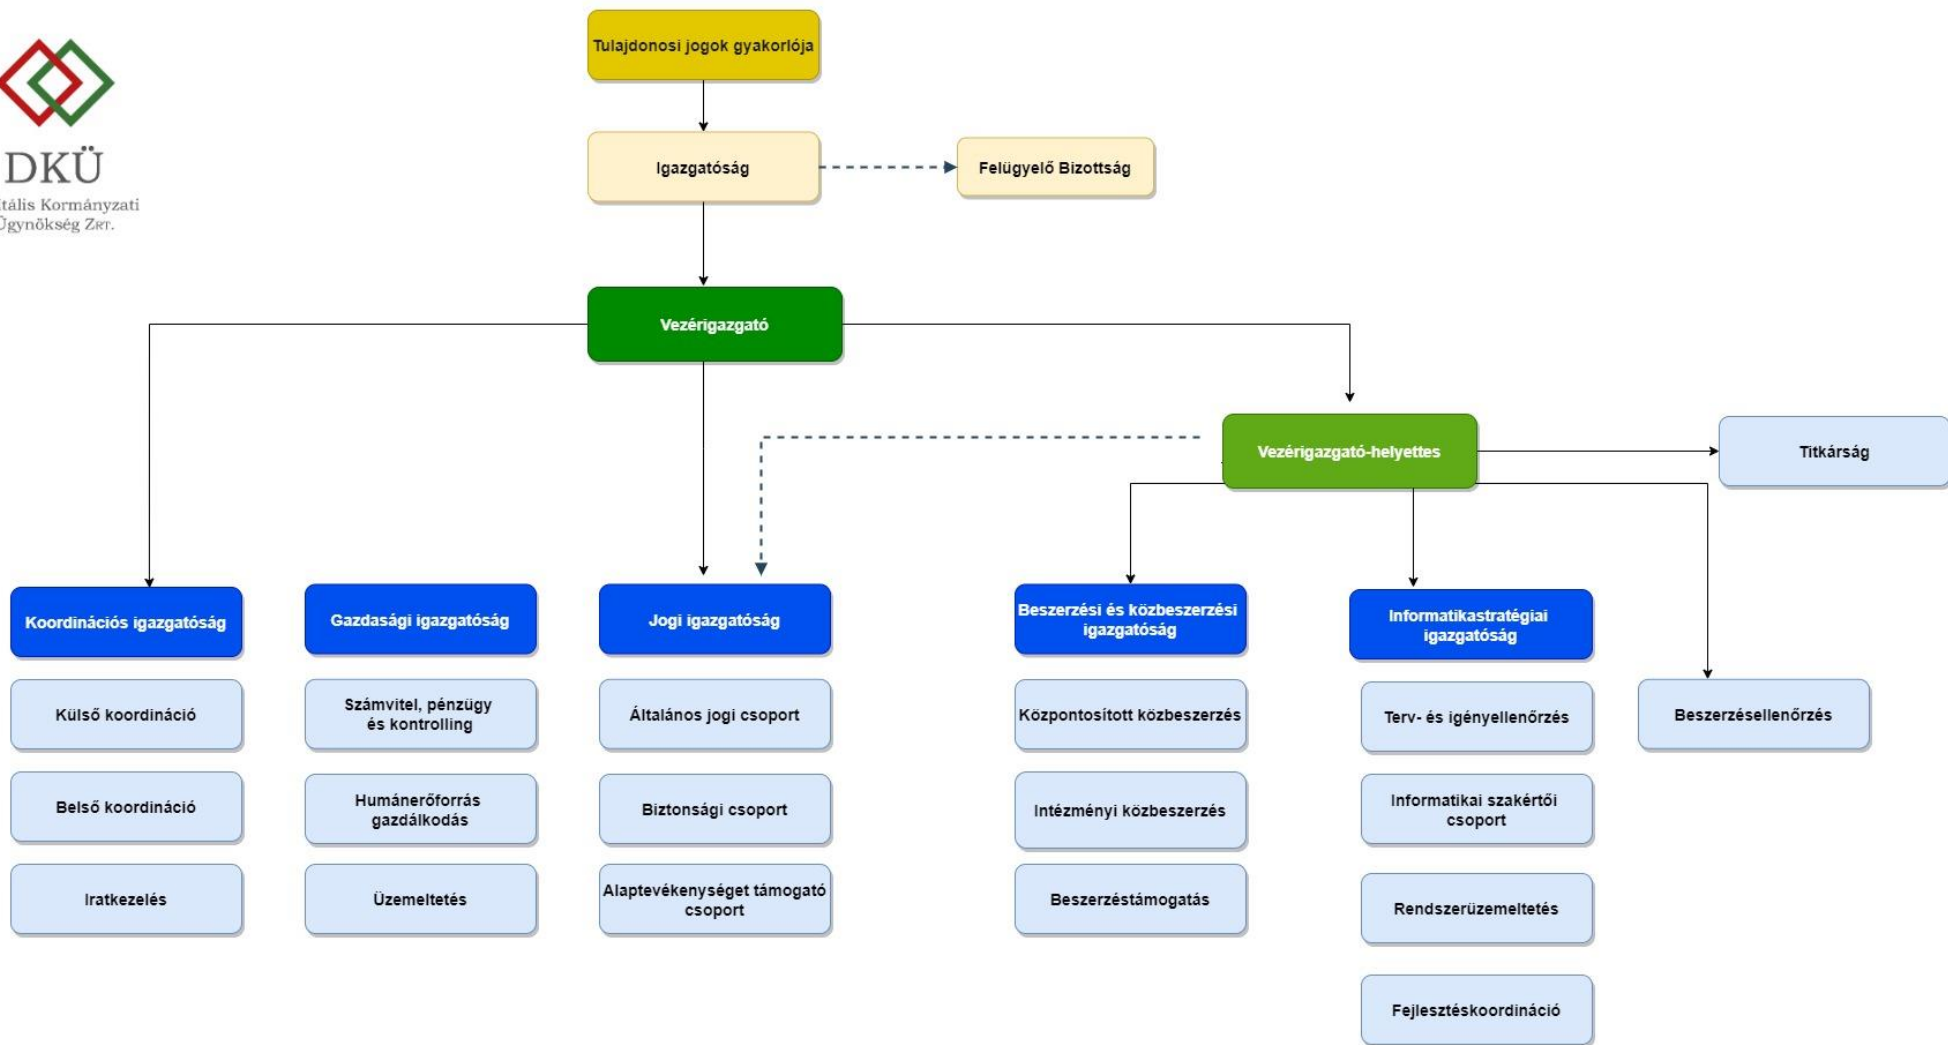 Tulajdonosi jogok gyakorlója
DKÜ
itális Kormányzati
Ügynökség ZRT.
Igazgatóság
Felügyelő Bizottság
Vezérigazgató
Vezérigazgató-helyettes
Titkárság
Koordinációs igazgatóság
Gazdasági igazgatóság
Jogi igazgatóság
Beszerzési és közbeszerzési
igazgatóság
Informatikastratégiai
igazgatóság
Külső koordináció
Számvitel, pénzügy
és kontrolling
Általános jogi csoport
Központosított közbeszerzés
Terv- és igényellenőrzés
Beszerzésellenőrzés
Belső koordináció
Humánerőforrás
gazdálkodás
Biztonsági csoport
Intézményi közbeszerzés
Informatikai szakértői
csoport
Iratkezelés
Üzemeltetés
Alaptevékenységet támogató
csoport
Beszerzéstámogatás
Rendszerüzemeltetés
Fejlesztéskoordináció